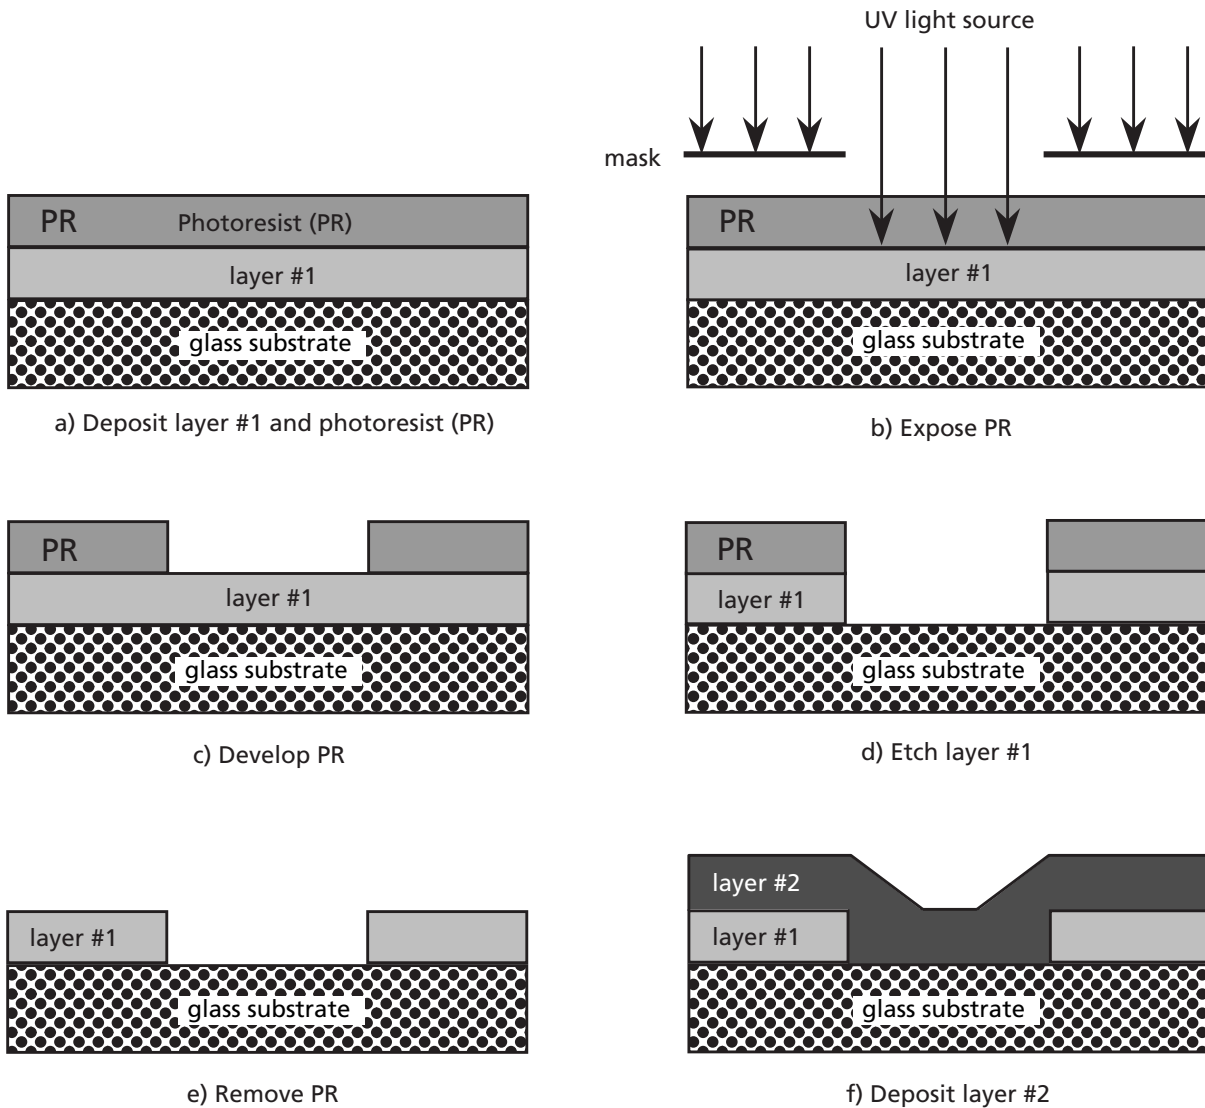 UV light source
mask
PR
Photoresist (PR)
layer #1
glass substrate
a) Deposit layer #1 and photoresist (PR)
PR
layer #1
glass substrate
b) Expose PR
PR
layer #1
glass substrate
c) Develop PR
PR
layer #1
glass substrate
d) Etch layer #1
layer #1
glass substrate
e) Remove PR
layer #2
layer #1
glass substrate
f) Deposit layer #2